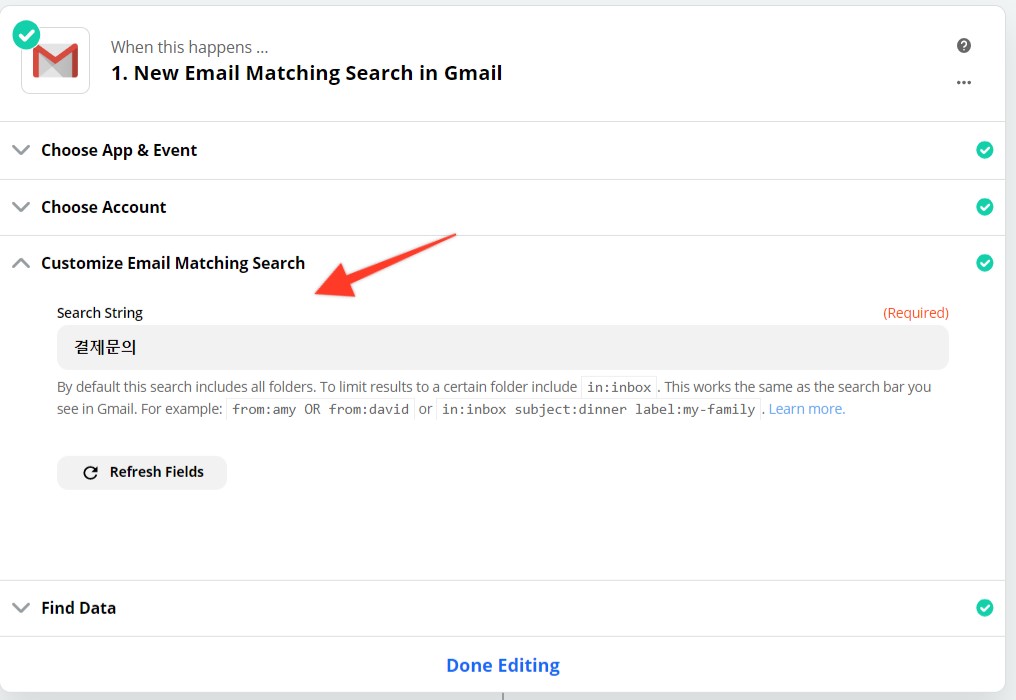 When this happens ...
1. New Email Matching Search in Gmail
Choose App & Event
Choose Account
Customize Email Matching Search
Search String
(Required)
결제문의
By default this search includes all folders. To limit results to a certain folder include in:inbox. This works the same as the search bar you
see in Gmail. For example: from:amy OR from:david or in:inbox subject:dinner label:my-family. Learn more.
Refresh Fields
Find Data
Done Editing